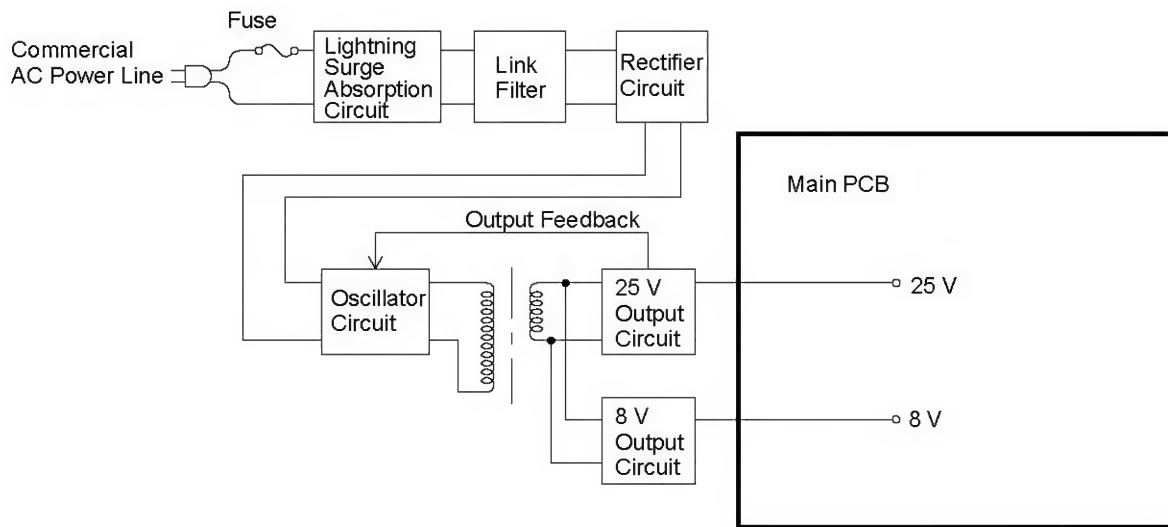 Fuse
Commercial
AC Power Line
Lightning
Surge
Absorption
Circuit
Link
Filter
Rectifier
Circuit
Main PCB
Output Feedback
Oscillator
Circuit
25 V
Output
Circuit
25 V
8 V
Output
Circuit
8 V